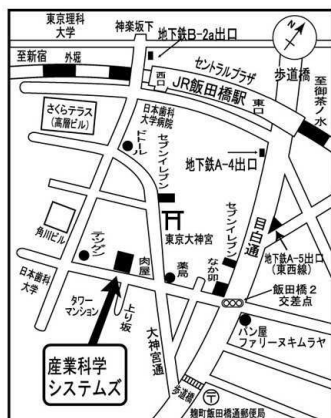 東京理科
大学
神楽坂下
地下鉄B-2a出口
N
至新宿
外堀
セントラルプラザ
歩道橋
西口
JR飯田橋駅
東口
至御茶ノ水
さくらテラス
(高層ビル)
日本歯科
大学病院
ドトール
セブンイレブン
地下鉄A-4出口
角川ビル
東京大神宮
セブンイレブン
目白通
地下鉄A-5出口
(東西線)
テンゲン
肉屋
薬局
なか卯
日本歯科
大学
タワー
マンション
上り坂
大神宮通
飯田橋2
交差点
パン屋
ファリーヌキムラヤ
産業科学
システムズ
歩道橋
〒
麹町飯田橋通郵便局